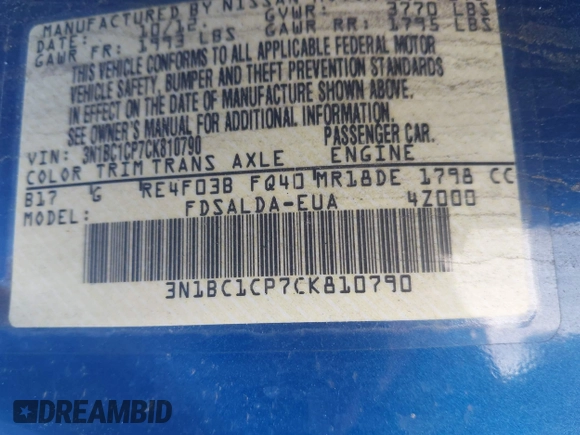 MANUFACTURED BY NISSAN
DATE: 10/12. GVWR: 3770 LBS
GAWR FR: 1993 LBS GAWR RR: 1795 LBS
THIS VEHICLE CONFORMS TO ALL APPLICABLE FEDERAL MOTOR
VEHICLE SAFETY, BUMPER AND THEFT PREVENTION STANDARDS
IN EFFECT ON THE DATE OF MANUFACTURE SHOWN ABOVE.
SEE OWNER'S MANUAL FOR ADDITIONAL INFORMATION.
VIN: 3N1BC1CP7CK810790 PASSENGER CAR.
COLOR TRIM TRANS AXLE ENGINE
B17 G RE4F03B FQ40 MR18DE 1798 CC
MODEL: FDSALDA-EUA 4Z000
3N1BC1CP7CK810790
DREAMBID